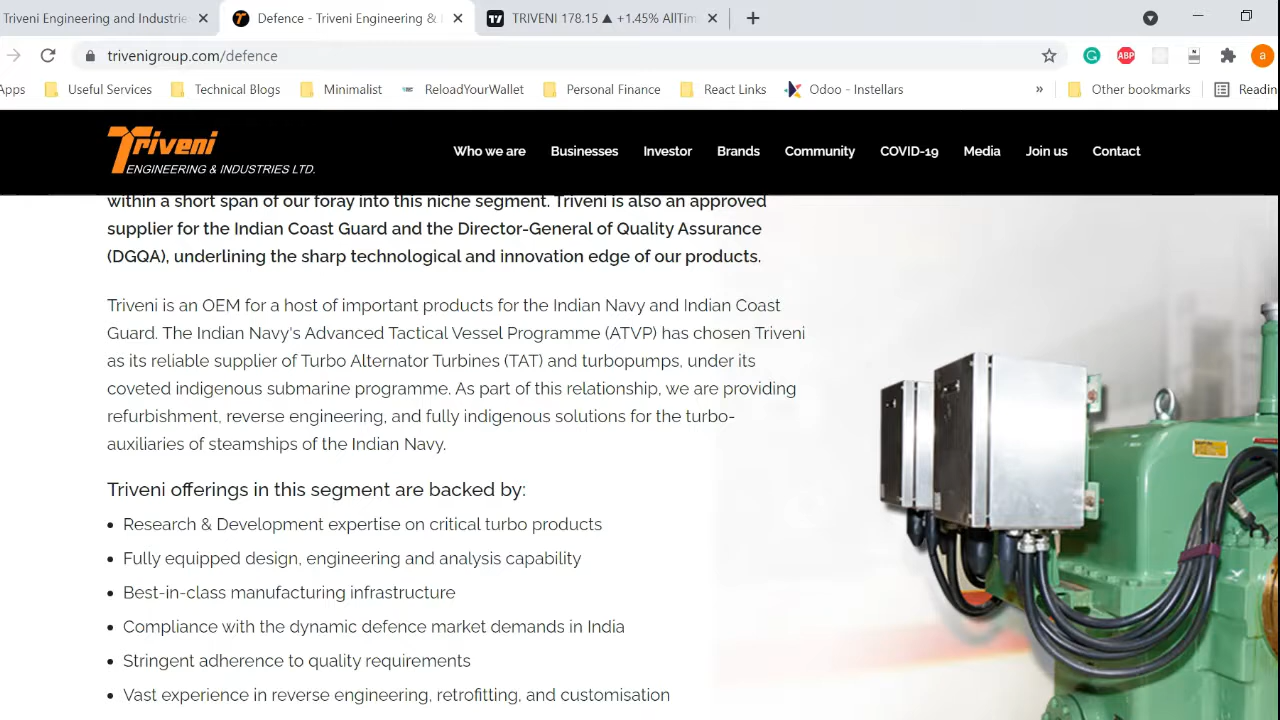 Triveni Engineering and Industrie
Defence - Triveni Engineering &
TRIVENI 178.15 ▲ +1.45% AllTim
trivenigroup.com/defence
ABP
a
Apps
Useful Services
Technical Blogs
Minimalist
ReloadYourWallet
Personal Finance
React Links
Odoo - Instellars
»
Other bookmarks
Readin
Triveni
ENGINEERING & INDUSTRIES LTD.
Who we are
Businesses
Investor
Brands
Community
COVID-19
Media
Join us
Contact
within a short span of our foray into this niche segment. Triveni is also an approved
supplier for the Indian Coast Guard and the Director-General of Quality Assurance
(DGQA), underlining the sharp technological and innovation edge of our products.
Triveni is an OEM for a host of important products for the Indian Navy and Indian Coast
Guard. The Indian Navy's Advanced Tactical Vessel Programme (ATVP) has chosen Triveni
as its reliable supplier of Turbo Alternator Turbines (TAT) and turbopumps, under its
coveted indigenous submarine programme. As part of this relationship, we are providing
refurbishment, reverse engineering, and fully indigenous solutions for the turbo-
auxiliaries of steamships of the Indian Navy.
Triveni offerings in this segment are backed by:
• Research & Development expertise on critical turbo products
• Fully equipped design, engineering and analysis capability
• Best-in-class manufacturing infrastructure
• Compliance with the dynamic defence market demands in India
• Stringent adherence to quality requirements
• Vast experience in reverse engineering, retrofitting, and customisation